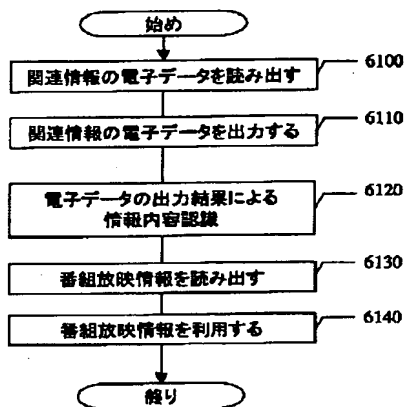 始め
関連情報の電子データを読み出す
6100
関連情報の電子データを出力する
6110
電子データの出力結果による
情報内容認識
6120
番組放映情報を読み出す
6130
番組放映情報を利用する
6140
終り